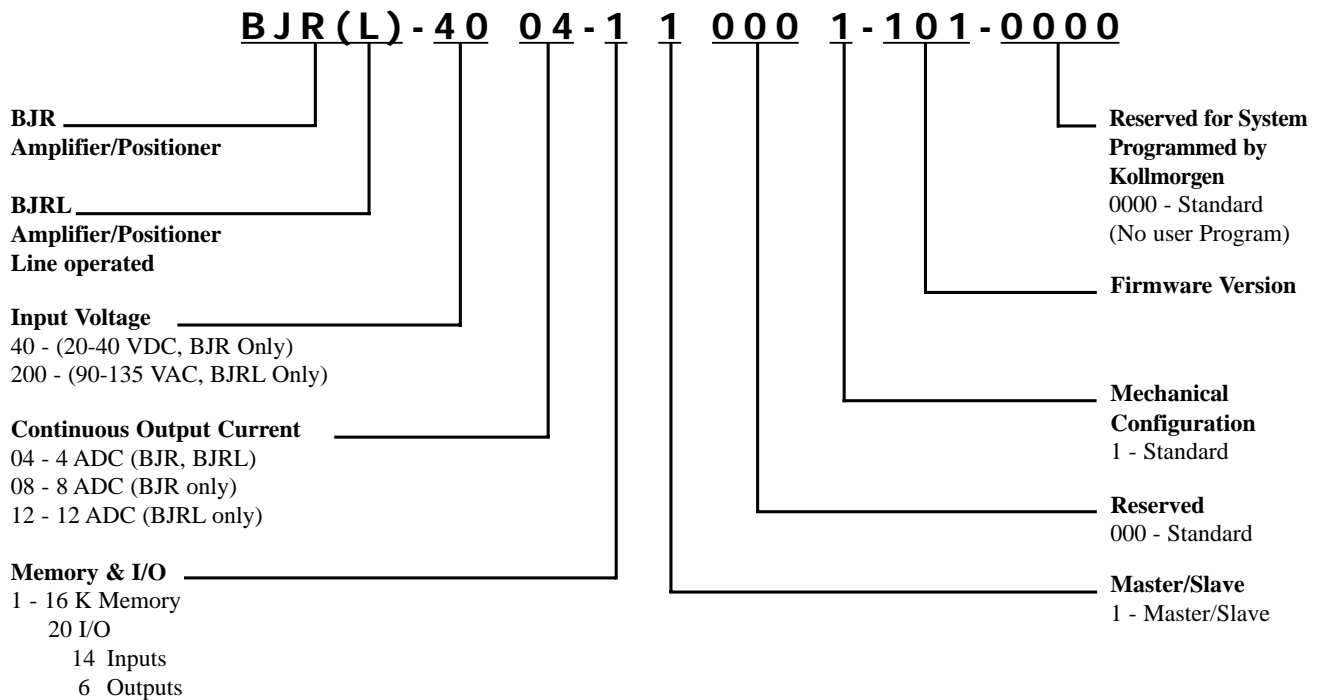 BJR(L)-40 04-1 1 000 1-101-0000
BJR
Amplifier/Positioner
BJRL
Amplifier/Positioner
Line operated
Input Voltage
40 - (20-40 VDC, BJR Only)
200 - (90-135 VAC, BJRL Only)
Continuous Output Current
04 - 4 ADC (BJR, BJRL)
08 - 8 ADC (BJR only)
12 - 12 ADC (BJRL only)
Memory & I/O
1 - 16 K Memory
20 I/O
14 Inputs
6 Outputs
Reserved for System
Programmed by
Kollmorgen
0000 - Standard
(No user Program)
Firmware Version
Mechanical
Configuration
1 - Standard
Reserved
000 - Standard
Master/Slave
1 - Master/Slave